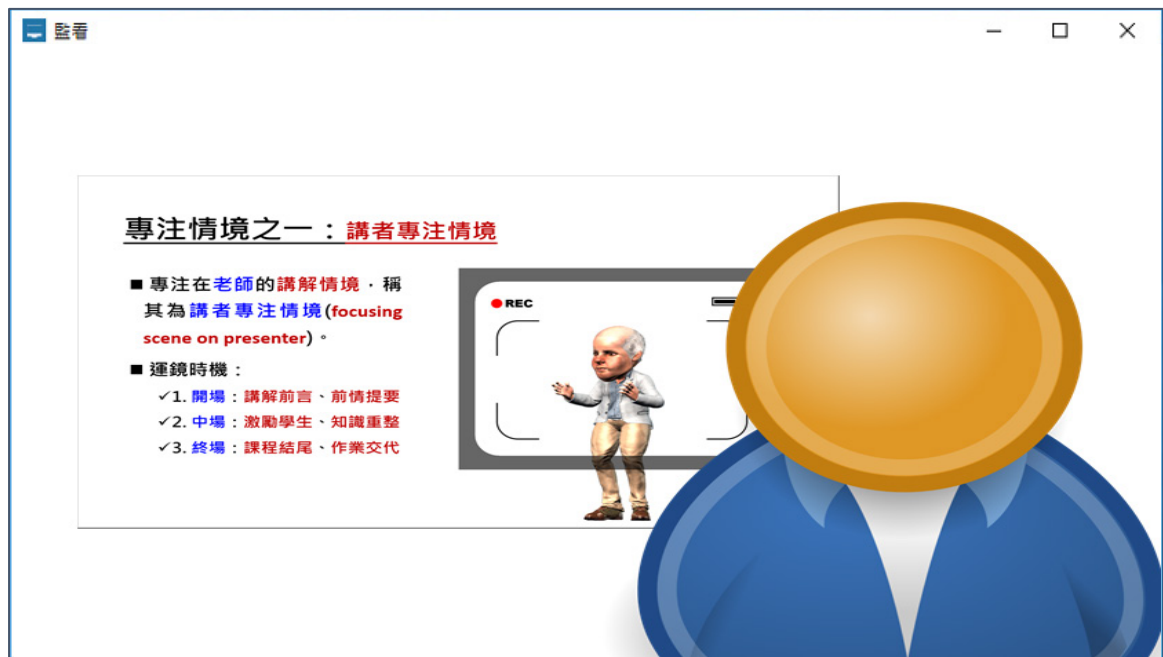 監看
專注情境之一：講者專注情境
■ 專注在老師的講解情境，稱
其為講者專注情境(focusing
scene on presenter)。
■ 運鏡時機：
✓1. 開場：講解前言、前情提要
✓2. 中場：激勵學生、知識重整
✓3. 終場：課程結尾、作業交代
REC